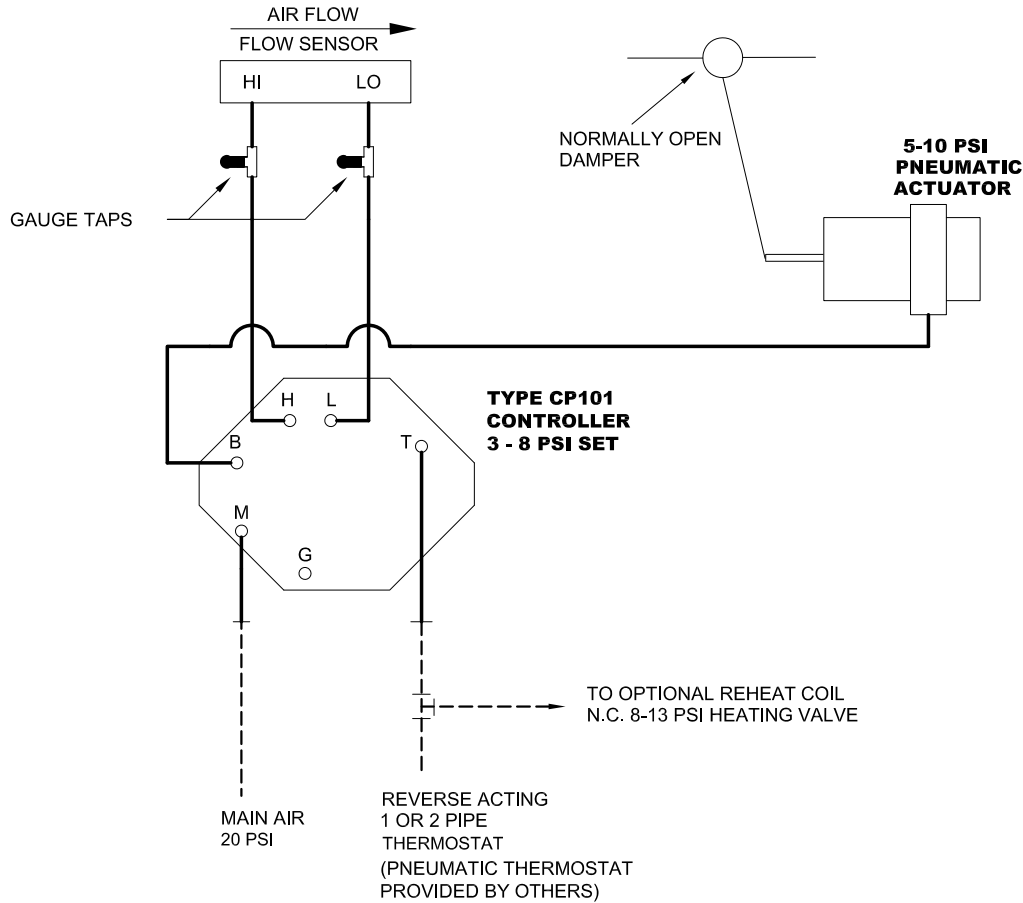 AIR FLOW
FLOW SENSOR
HI
LO
NORMALLY OPEN
DAMPER
5-10 PSI
PNEUMATIC
ACTUATOR
GAUGE TAPS
H
L
TYPE CP101
CONTROLLER
3 - 8 PSI SET
B
T
M
G
TO OPTIONAL REHEAT COIL
N.C. 8-13 PSI HEATING VALVE
MAIN AIR
20 PSI
REVERSE ACTING
1 OR 2 PIPE
THERMOSTAT
(PNEUMATIC THERMOSTAT
PROVIDED BY OTHERS)